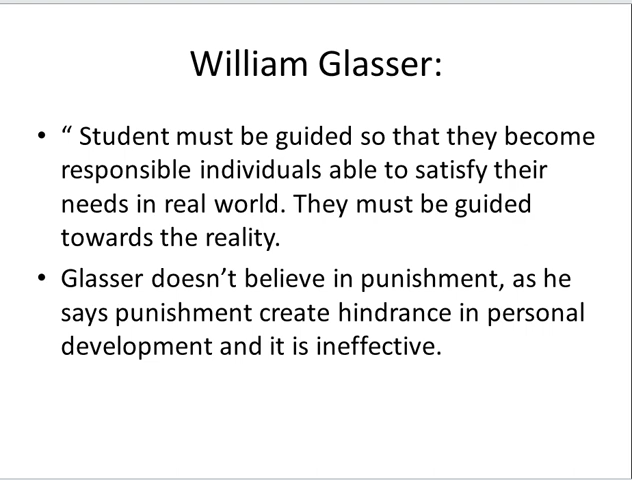 William Glasser:
• “ Student must be guided so that they become
responsible individuals able to satisfy their
needs in real world. They must be guided
towards the reality.
• Glasser doesn’t believe in punishment, as he
says punishment create hindrance in personal
development and it is ineffective.